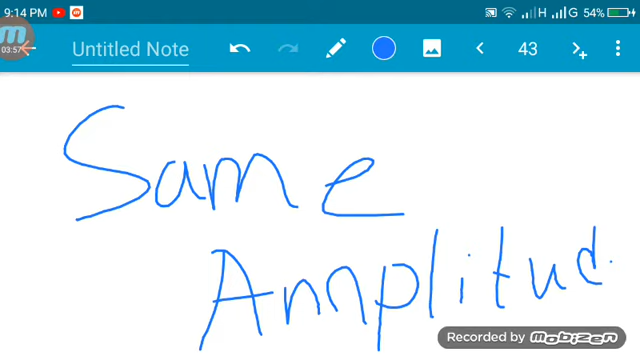 9:14 PM H G 54%
03:57 Untitled Note 43
Same
Amplitud
Recorded by mobizen